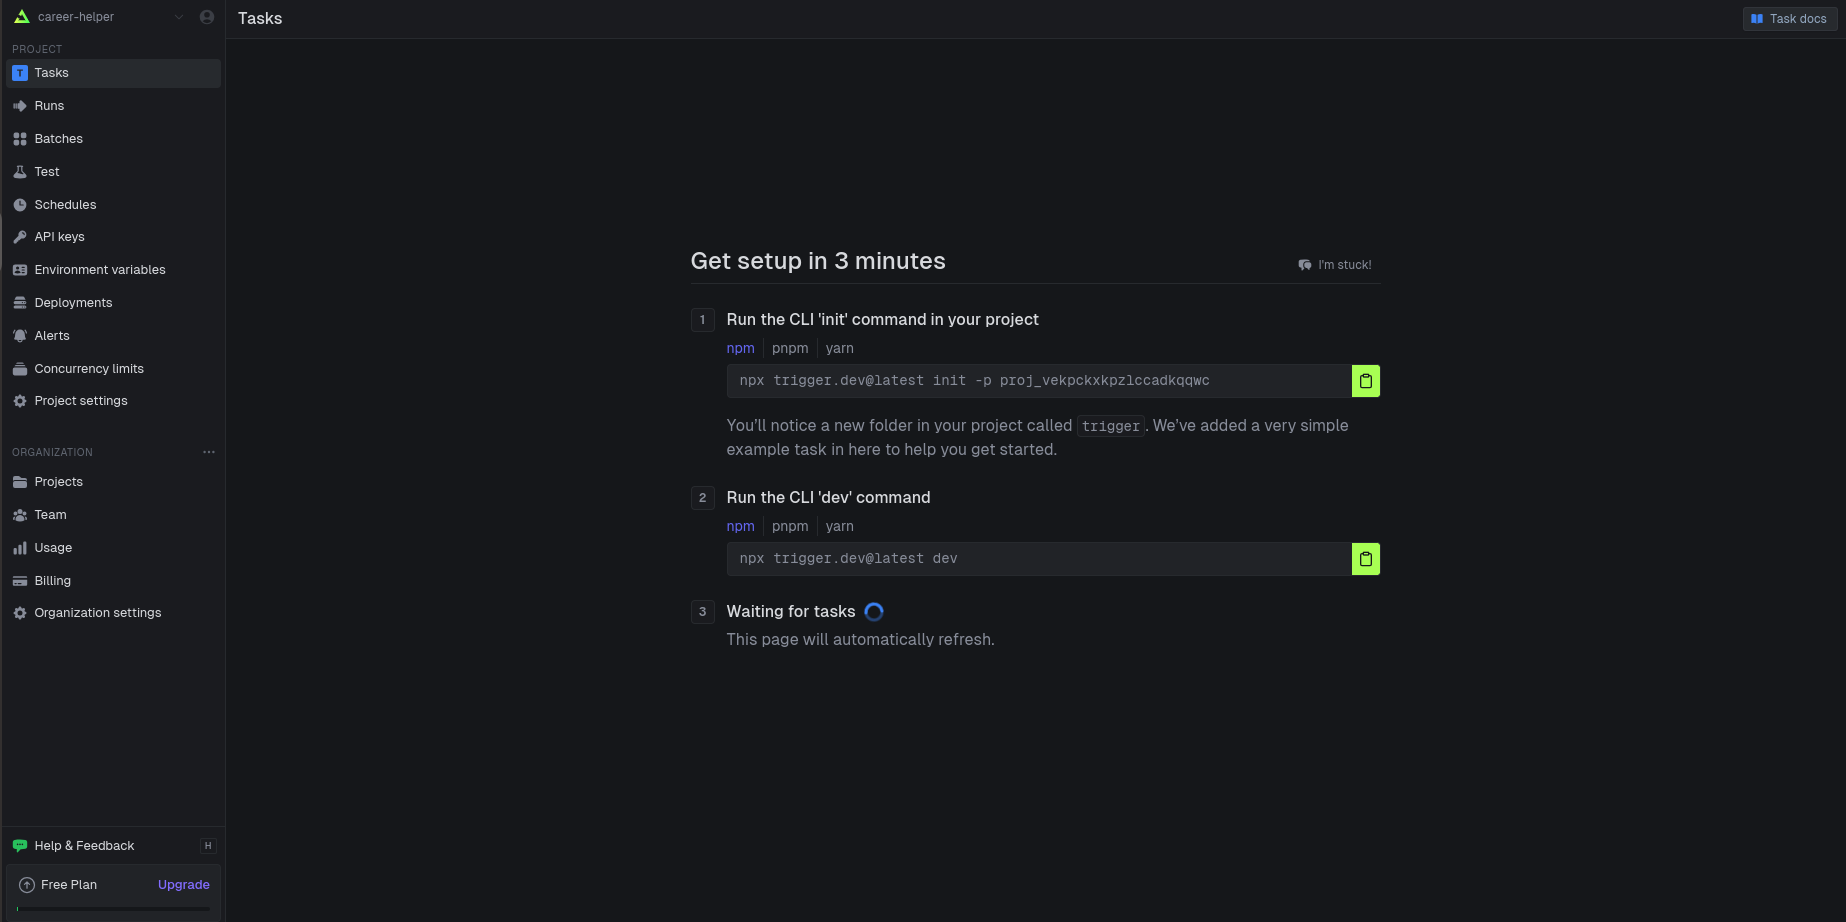 career-helper
PROJECT
T Tasks
Runs
Batches
Test
Schedules
API keys
Environment variables
Deployments
Alerts
Concurrency limits
Project settings
ORGANIZATION
Projects
Team
Usage
Billing
Organization settings
Help & Feedback H
Free Plan Upgrade
Tasks
Task docs
Get setup in 3 minutes
I'm stuck!
1 Run the CLI 'init' command in your project
npm pnpm yarn
npx trigger.dev@latest init -p proj_vekpckxkpzlccadkqqwc
You’ll notice a new folder in your project called trigger. We’ve added a very simple
example task in here to help you get started.
2 Run the CLI 'dev' command
npm pnpm yarn
npx trigger.dev@latest dev
3 Waiting for tasks
This page will automatically refresh.